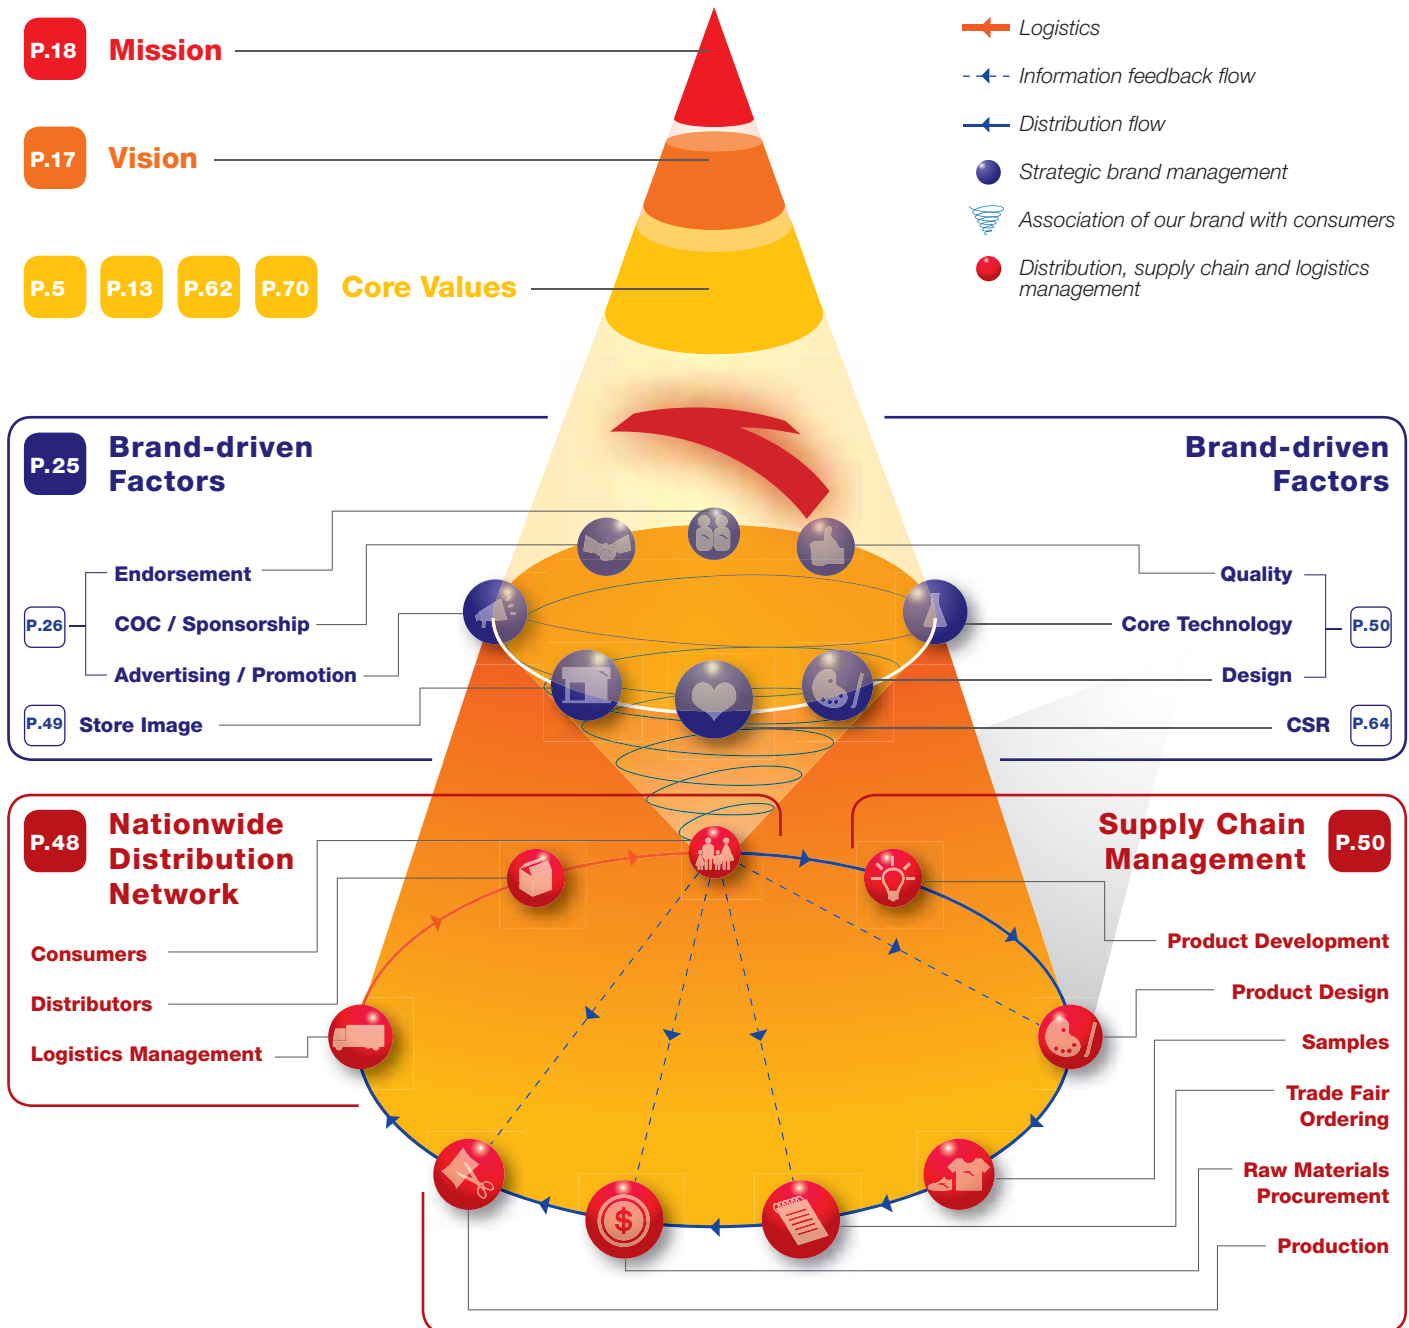 P.18 Mission
P.17 Vision
P.5 P.13 P.62 P.70 Core Values
Logistics
Information feedback flow
Distribution flow
Strategic brand management
Association of our brand with consumers
Distribution, supply chain and logistics
management
P.25 Brand-driven
Factors
Endorsement
P.26 COC / Sponsorship
Advertising / Promotion
P.49 Store Image
Brand-driven
Factors
Quality
Core Technology P.50
Design
CSR P.64
P.48 Nationwide
Distribution
Network
Consumers
Distributors
Logistics Management
Supply Chain
Management P.50
Product Development
Product Design
Samples
Trade Fair
Ordering
Raw Materials
Procurement
Production
$